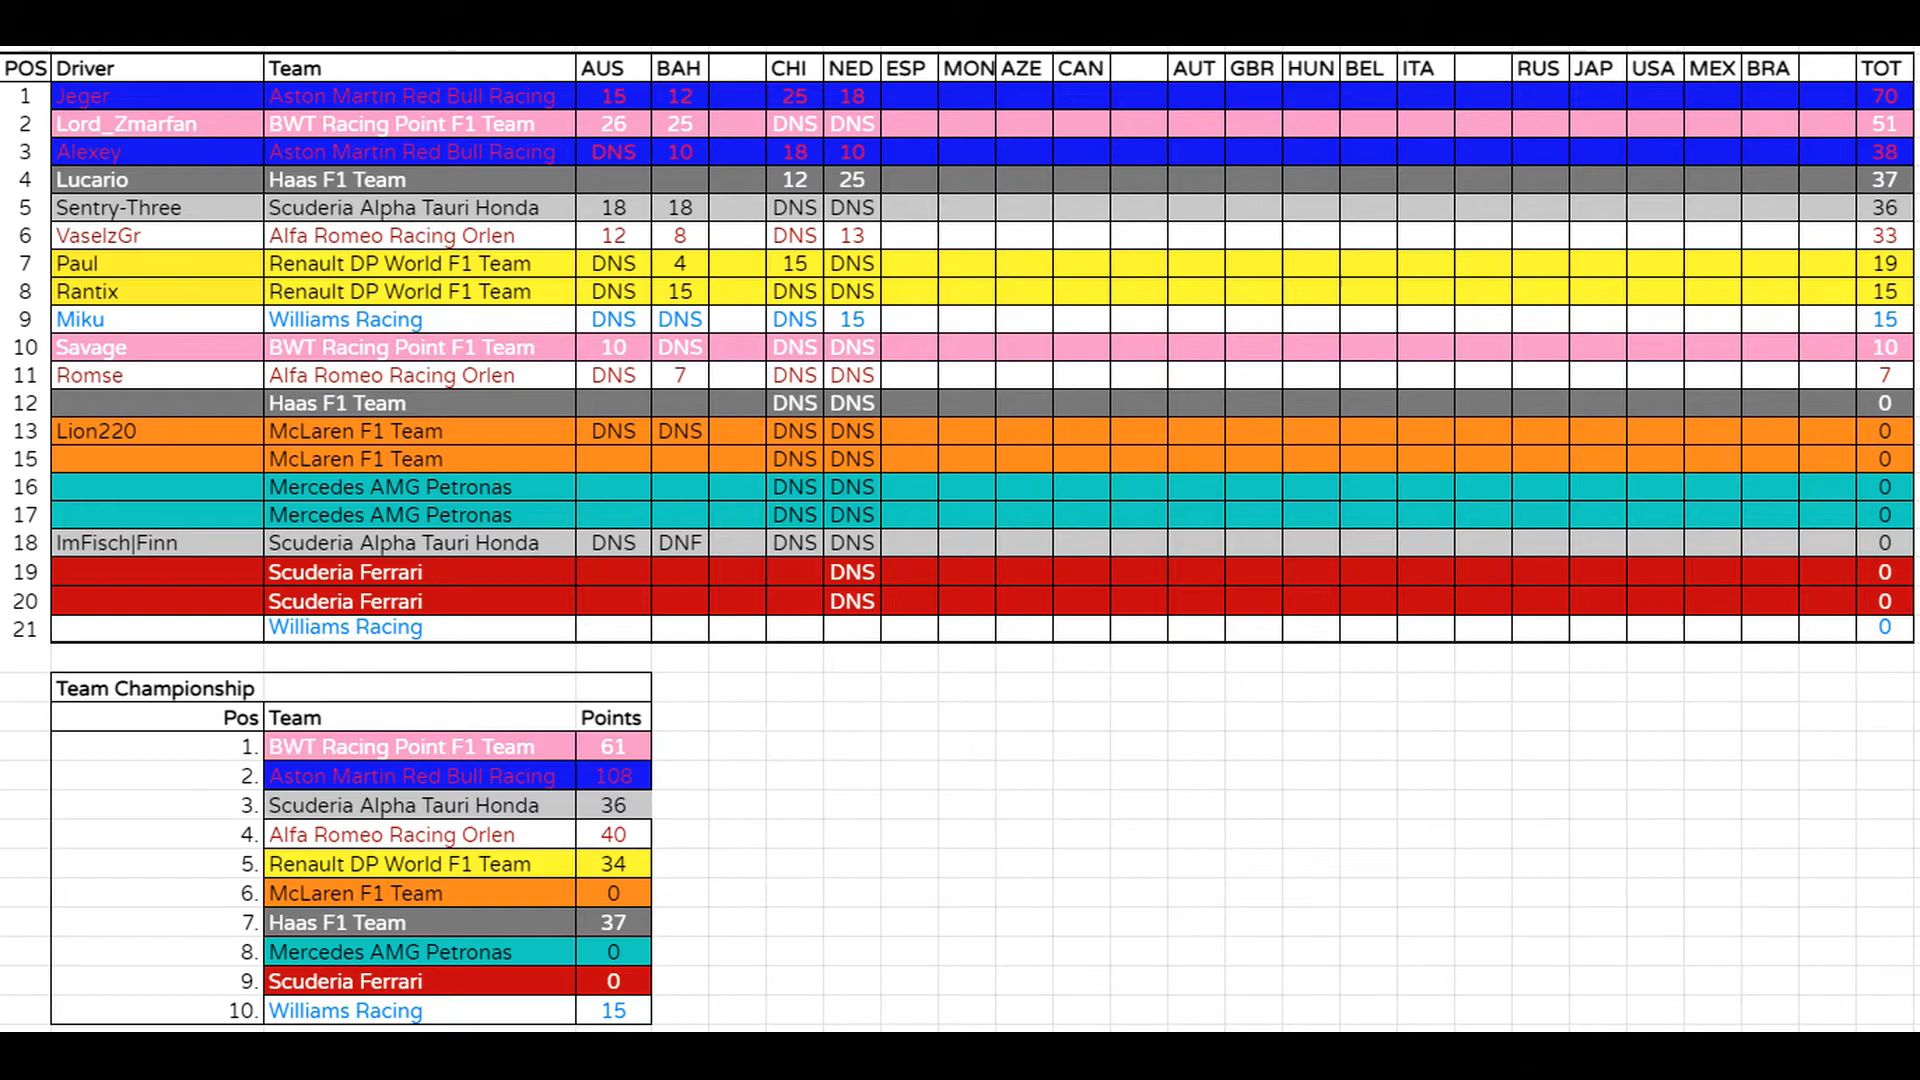 POS Driver Team AUS BAH CHI NED ESP MON AZE CAN AUT GBR HUN BEL ITA RUS JAP USA MEX BRA TOT
1 Jeger Aston Martin Red Bull Racing 15 12 25 18 70
2 Lord_Zmarfan BWT Racing Point F1 Team 26 25 DNS DNS 51
3 Alexey Aston Martin Red Bull Racing DNS 10 18 10 38
4 Lucario Haas F1 Team 12 25 37
5 Sentry-Three Scuderia Alpha Tauri Honda 18 18 DNS DNS 36
6 VaselzGr Alfa Romeo Racing Orlen 12 8 DNS 13 33
7 Paul Renault DP World F1 Team DNS 4 15 DNS 19
8 Rantix Renault DP World F1 Team DNS 15 DNS DNS 15
9 Miku Williams Racing DNS DNS DNS 15 15
10 Savage BWT Racing Point F1 Team 10 DNS DNS DNS 10
11 Romse Alfa Romeo Racing Orlen DNS 7 DNS DNS 7
12 Haas F1 Team DNS DNS 0
13 Lion220 McLaren F1 Team DNS DNS DNS DNS 0
15 McLaren F1 Team DNS DNS 0
16 Mercedes AMG Petronas DNS DNS 0
17 Mercedes AMG Petronas DNS DNS 0
18 ImFisch|Finn Scuderia Alpha Tauri Honda DNS DNF DNS DNS 0
19 Scuderia Ferrari DNS 0
20 Scuderia Ferrari DNS 0
21 Williams Racing 0
Team Championship
Pos Team Points
1. BWT Racing Point F1 Team 61
2. Aston Martin Red Bull Racing 108
3. Scuderia Alpha Tauri Honda 36
4. Alfa Romeo Racing Orlen 40
5. Renault DP World F1 Team 34
6. McLaren F1 Team 0
7. Haas F1 Team 37
8. Mercedes AMG Petronas 0
9. Scuderia Ferrari 0
10. Williams Racing 15